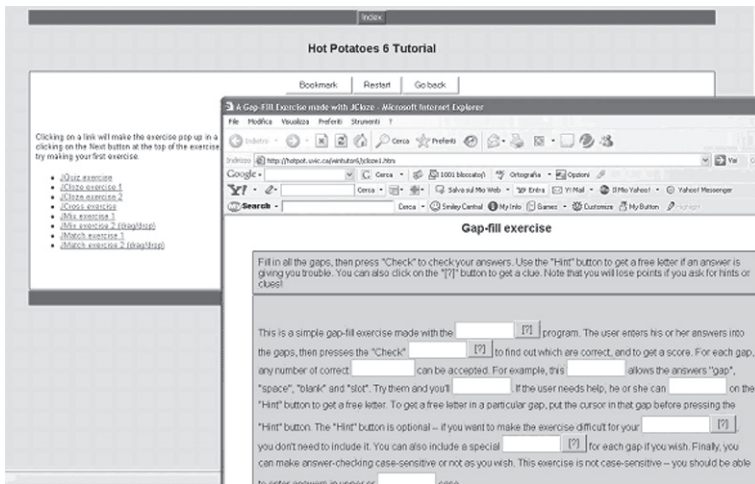 Index
Hot Potatoes 6 Tutorial
Bookmark Restart Go back
Clicking on a link will make the exercise pop up in a
clicking on the Next button at the top of the exercise
try making your first exercise.
JQuiz exercise
JCloze exercise 1
JCloze exercise 2
JCross exercise
JMix exercise 1
JMix exercise 2 (drag/drop)
JMatch exercise 1
JMatch exercise 2 (drag/drop)
A Gap-Fill Exercise made with JCloze - Microsoft Internet Explorer
File Modifica Visualizza Preferiti Strumenti ?
Indietro Cerca Preferiti
Indirizzo http://hotpot.uvic.ca/wintutor6/jcloze1.htm Vai
Google Cerca 1001 bloccato/i Ortografia Opzioni
Y! Cerca Salva sul Mio Web Entra Y! Mail Il Mio Yahoo! Yahoo! Messenger
Search Cerca Smiley Central My Info Games Customize My Button
Gap-fill exercise
Fill in all the gaps, then press "Check" to check your answers. Use the "Hint" button to get a free letter if an answer is
giving you trouble. You can also click on the "[?]" button to get a clue. Note that you will lose points if you ask for hints or
clues!
This is a simple gap-fill exercise made with the [?] program. The user enters his or her answers into
the gaps, then presses the "Check" [?] to find out which are correct, and to get a score. For each gap,
any number of correct can be accepted. For example, this allows the answers "gap",
"space", "blank" and "slot". Try them and you'll . If the user needs help, he or she can on the
"Hint" button to get a free letter. To get a free letter in a particular gap, put the cursor in that gap before pressing the
"Hint" button. The "Hint" button is optional -- if you want to make the exercise difficult for your [?] ,
you don't need to include it. You can also include a special [?] for each gap if you wish. Finally, you
can make answer-checking case-sensitive or not as you wish. This exercise is not case-sensitive -- you should be able
to enter answers in upper or case.